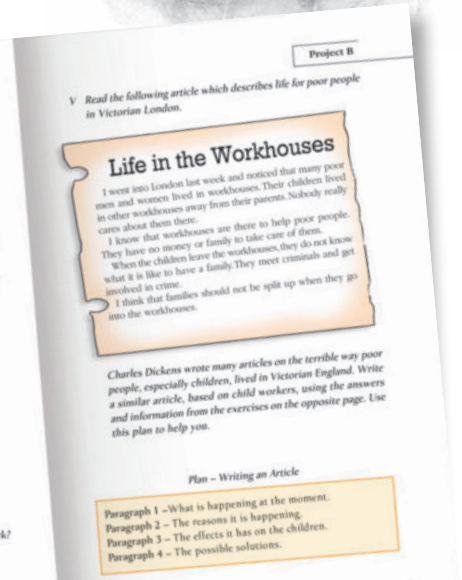 Project B
V Read the following article which describes life for poor people
in Victorian London.
Life in the Workhouses
I went into London last week and noticed that many poor
men and women lived in workhouses. Their children lived
in other workhouses away from their parents. Nobody really
cares about them there.
I know that workhouses are there to help poor people.
They have no money or family to take care of them.
When the children leave the workhouses, they do not know
what it is like to have a family. They meet criminals and get
involved in crime.
I think that families should not be split up when they go
into the workhouses.
Charles Dickens wrote many articles on the terrible way poor
people, especially children, lived in Victorian England. Write
a similar article, based on child workers, using the answers
and information from the exercises on the opposite page. Use
this plan to help you.
Plan – Writing an Article
Paragraph 1 –What is happening at the moment.
Paragraph 2 – The reasons it is happening.
Paragraph 3 – The effects it has on the children.
Paragraph 4 – The possible solutions.